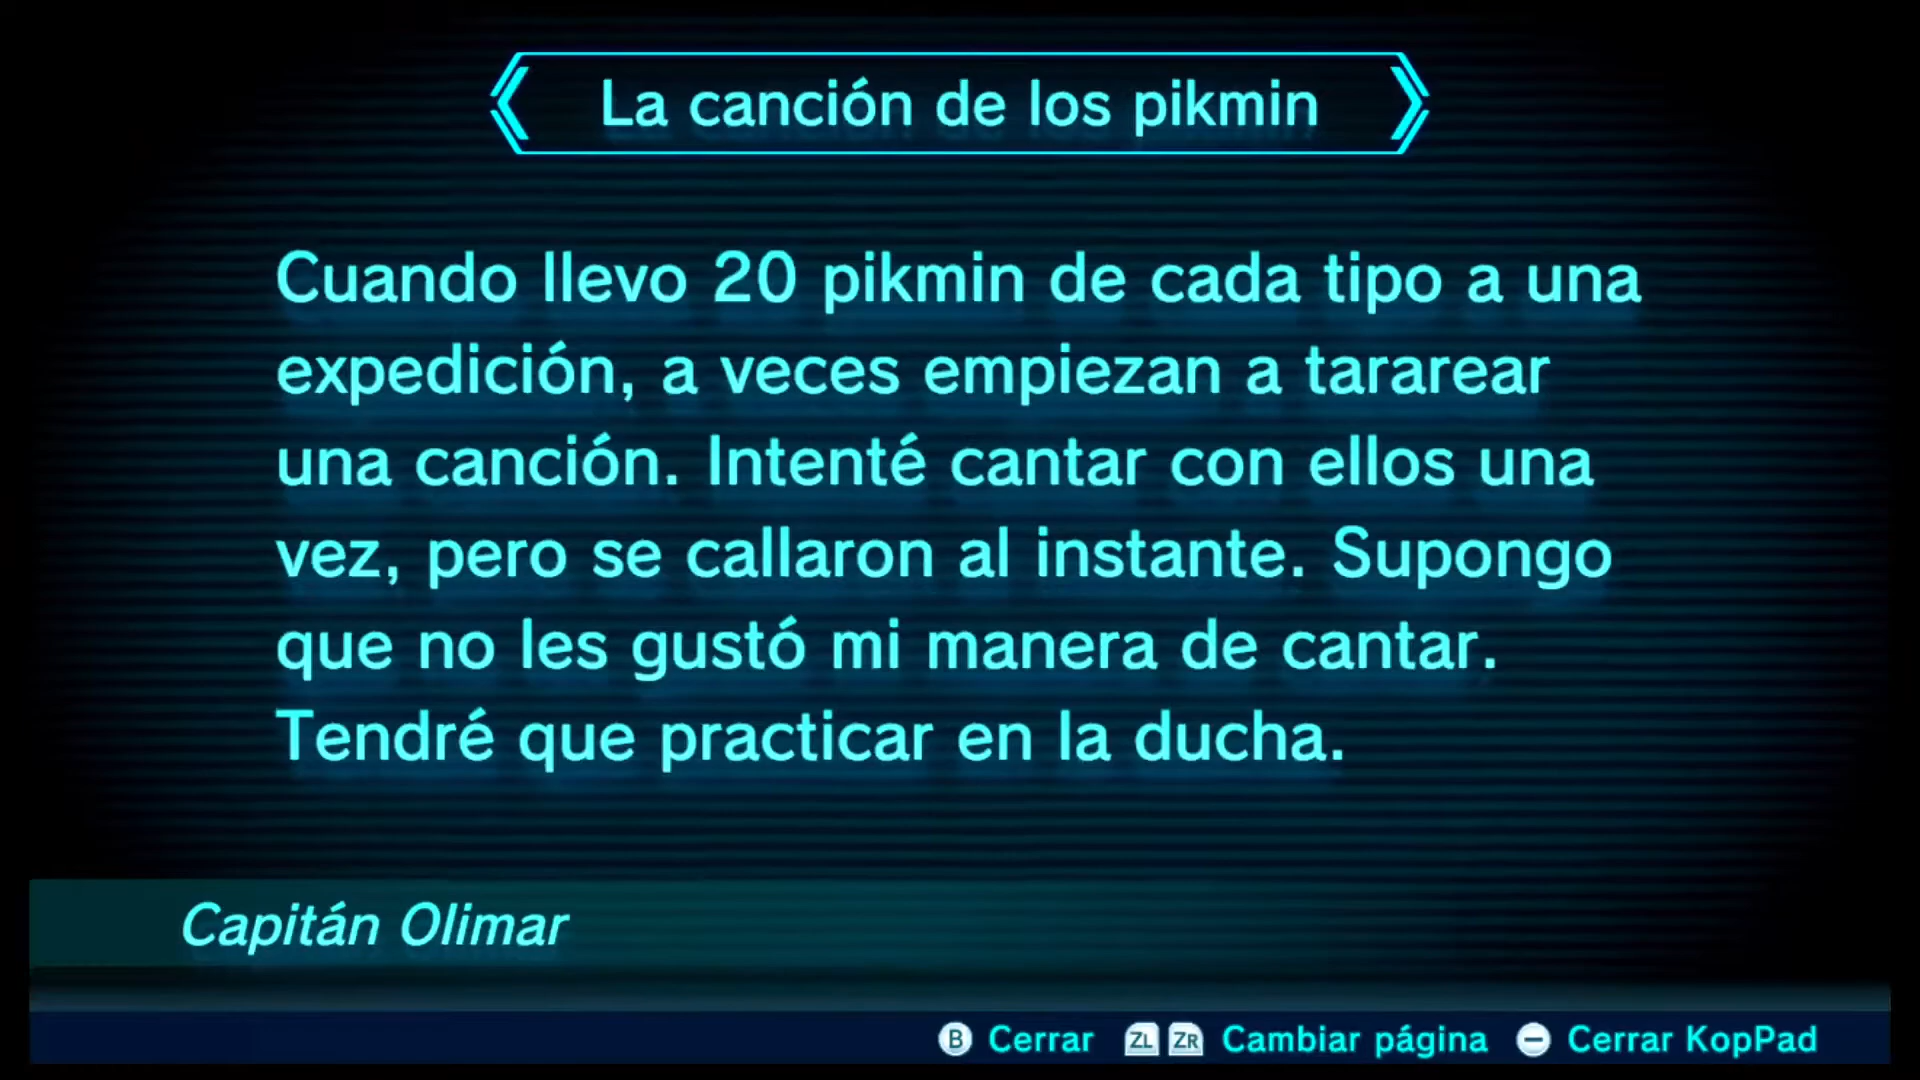 La canción de los pikmin
Cuando llevo 20 pikmin de cada tipo a una
expedición, a veces empiezan a tararear
una canción. Intenté cantar con ellos una
vez, pero se callaron al instante. Supongo
que no les gustó mi manera de cantar.
Tendré que practicar en la ducha.
Capitán Olimar
B Cerrar ZL ZR Cambiar página − Cerrar KopPad